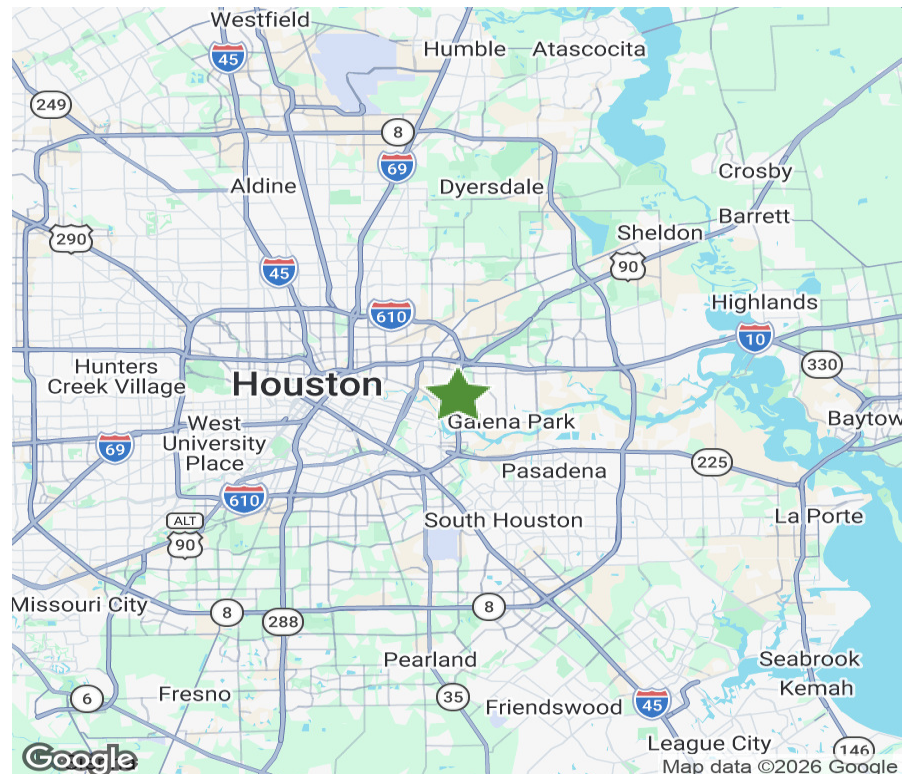 Westfield
45
Humble
Atascocita
249
8
69
Crosby
Aldine
Dyersdale
Barrett
290
Sheldon
45
90
Highlands
610
10
Hunters
Creek Village
330
Houston
Galena Park
Baytow
West
University
Place
69
225
Pasadena
610
ALT
90
South Houston
La Porte
Missouri City
8
288
8
Pearland
Seabrook
Kemah
6
Fresno
35
Friendswood
45
League City
146
Google
Map data ©2026 Google